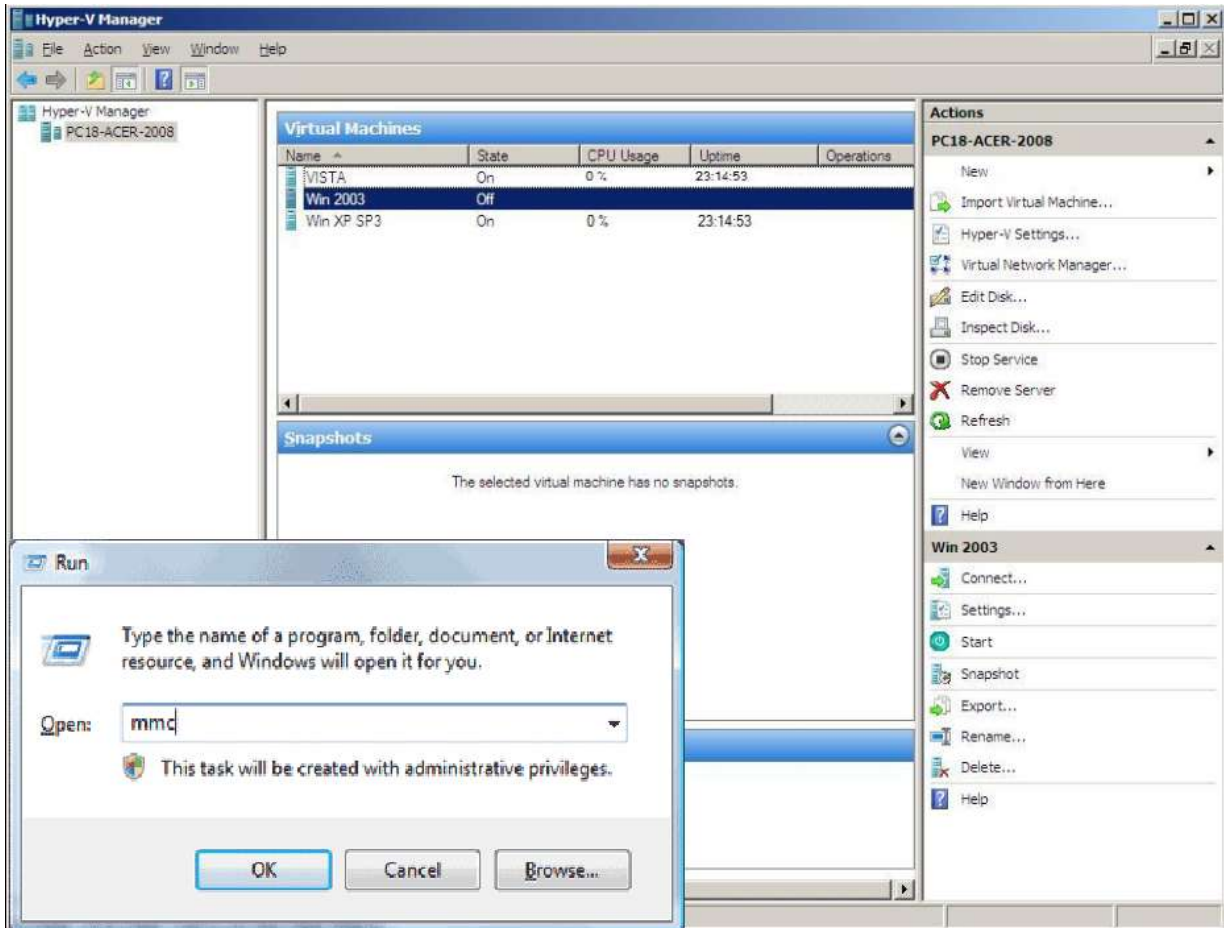 Hyper-V Manager
File Action View Window Help
Hyper-V Manager
PC18-ACER-2008
Virtual Machines
Name State CPU Usage Uptime Operations
VISTA On 0 % 23:14:53
Win 2003 Off
Win XP SP3 On 0 % 23:14:53
Snapshots
The selected virtual machine has no snapshots.
Actions
PC18-ACER-2008
New
Import Virtual Machine...
Hyper-V Settings...
Virtual Network Manager...
Edit Disk...
Inspect Disk...
Stop Service
Remove Server
Refresh
View
New Window from Here
Help
Win 2003
Connect...
Settings...
Start
Snapshot
Export...
Rename...
Delete...
Help
Run
Type the name of a program, folder, document, or Internet
resource, and Windows will open it for you.
Open: mmc
This task will be created with administrative privileges.
OK Cancel Browse...